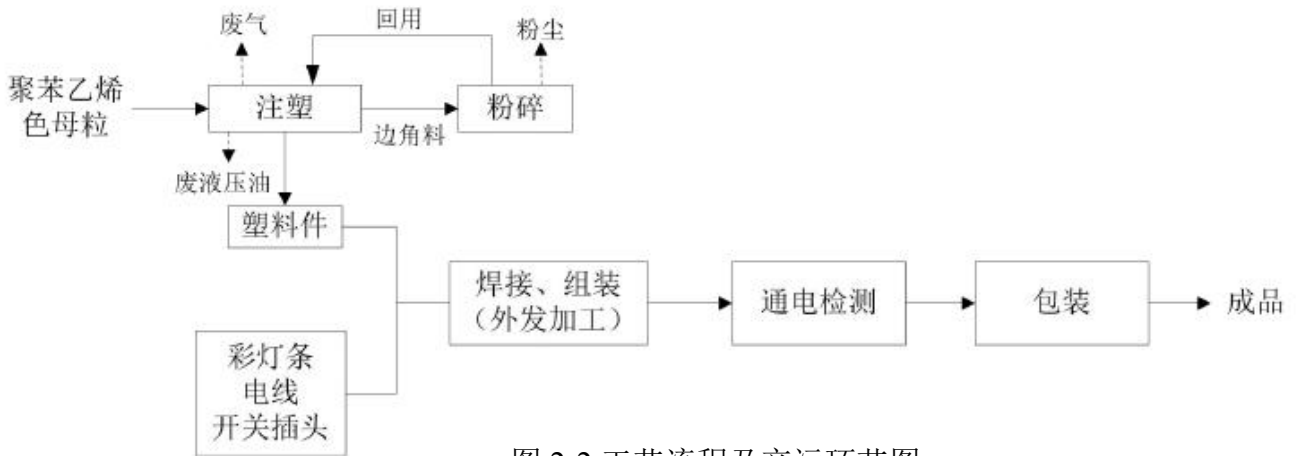 废气
回用
粉尘
聚苯乙烯
色母粒
注塑
粉碎
边角料
废液压油
塑料件
焊接、组装
（外发加工）
通电检测
包装
成品
彩灯条
电线
开关插头